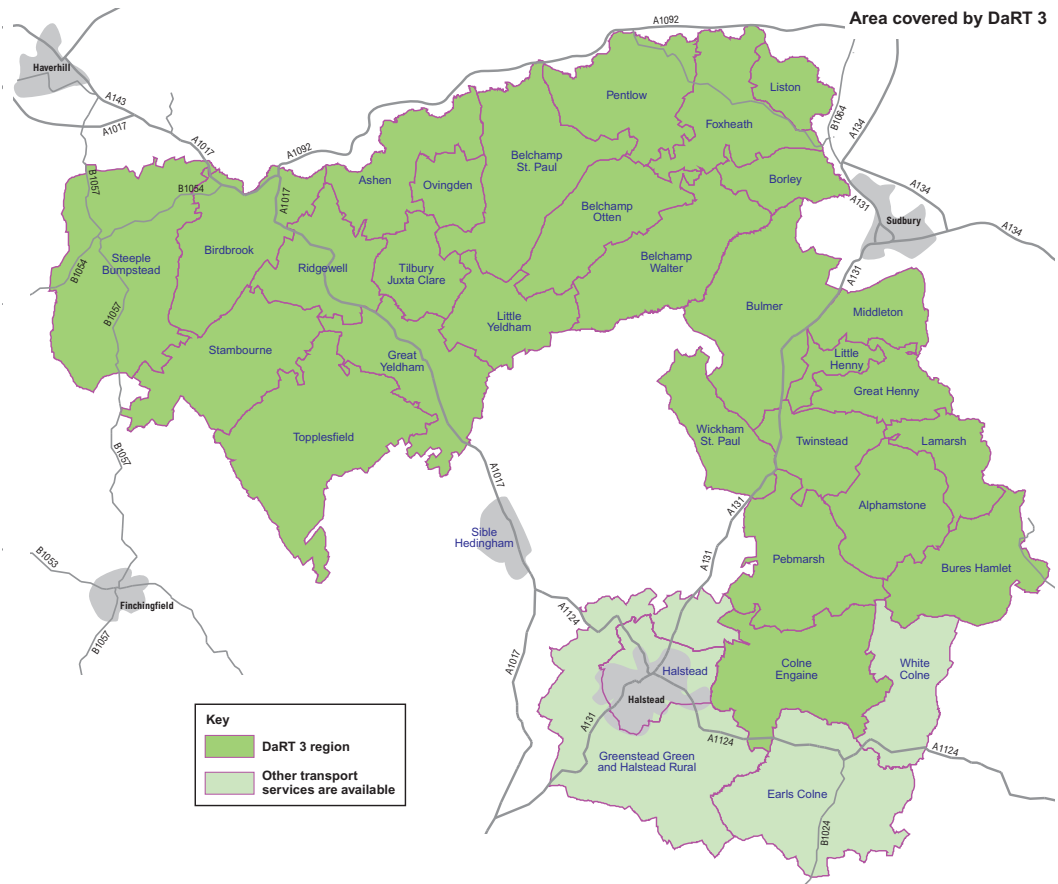 Area covered by DaRT 3
A1092
Haverhill
A143
A1017
A1017
A1092
B1064
A134
Pentlow
Liston
Foxheath
B1057
B1054
A1017
Ashen
Ovingden
Belchamp
St. Paul
Borley
A134
A131
Sudbury
A134
Belchamp
Otten
Steeple
Bumpstead
B1054
Birdbrook
Ridgewell
Tilbury
Juxta Clare
Belchamp
Walter
A131
B1057
Little
Yeldham
Bulmer
Middleton
Stambourne
Great
Yeldham
Little
Henny
Great Henny
Topplesfield
Wickham
St. Paul
Twinstead
Lamarsh
B1057
A1017
A131
Alphamstone
Sible
Hedingham
A131
Pebmarsh
Bures Hamlet
B1053
Finchingfield
B1057
A1124
A1017
Halstead
Halstead
Colne
Engaine
White
Colne
A131
A1124
A1124
Greenstead Green
and Halstead Rural
Earls Colne
B1024
Key
DaRT 3 region
Other transport
services are available